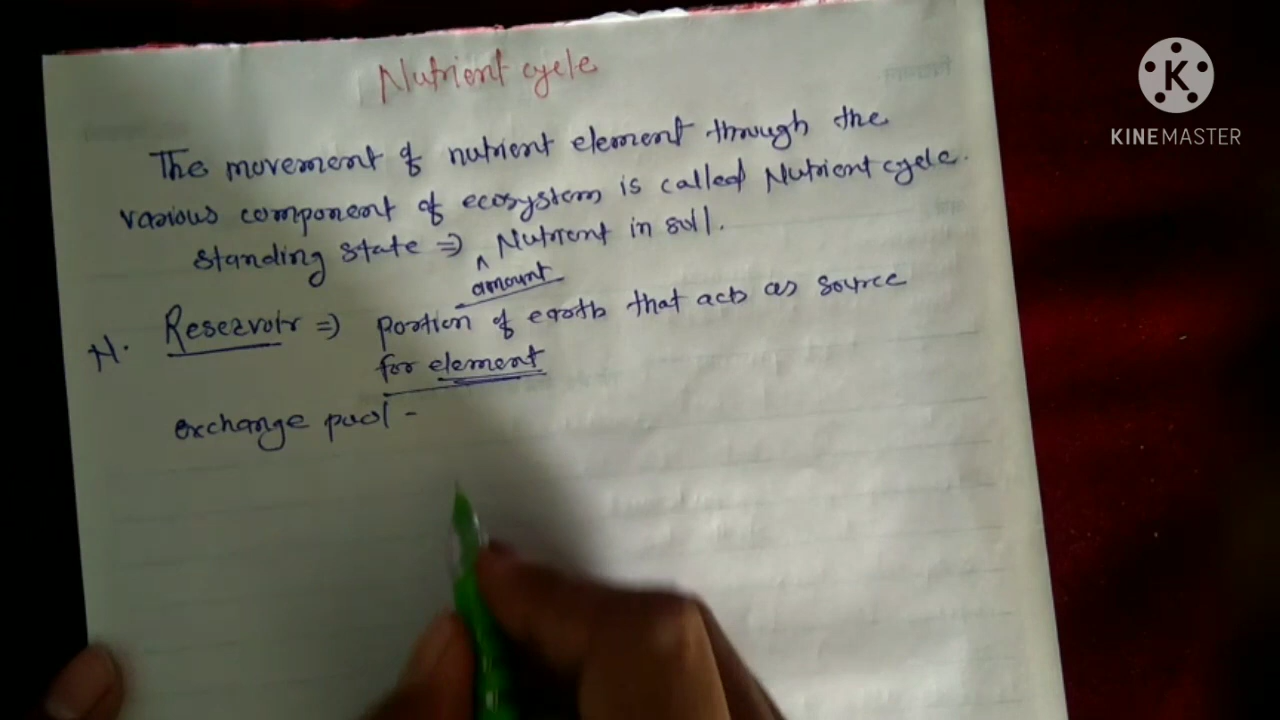 Nutrient cycle
The movement of nutrient element through the
various component of ecosystem is called Nutrient cycle.
standing state => ^ Nutrient in soil.
amount
N. Reservoir => portion of earth that acts as source
for element
exchange pool -
K
KINEMASTER